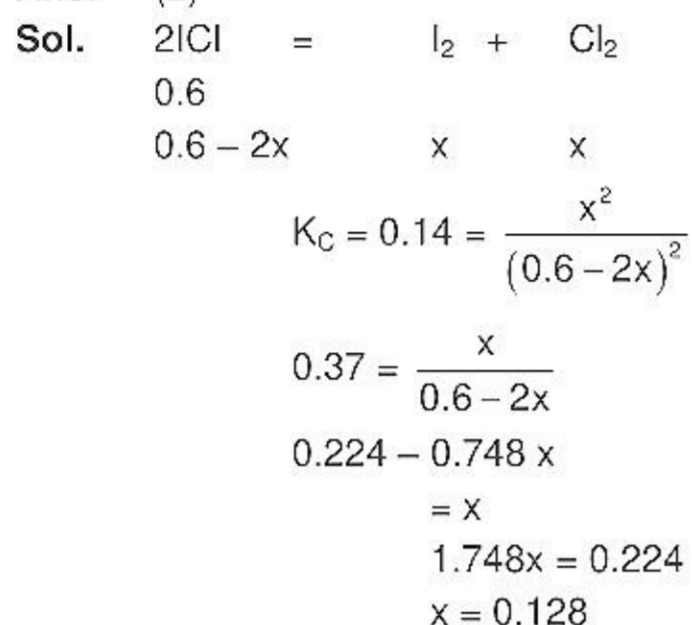 Sol. 2ICl = I₂ + Cl₂
0.6
0.6 – 2x x x
K_C = 0.14 = x² / (0.6 – 2x)²
0.37 = x / 0.6 – 2x
0.224 – 0.748 x
= x
1.748x = 0.224
x = 0.128